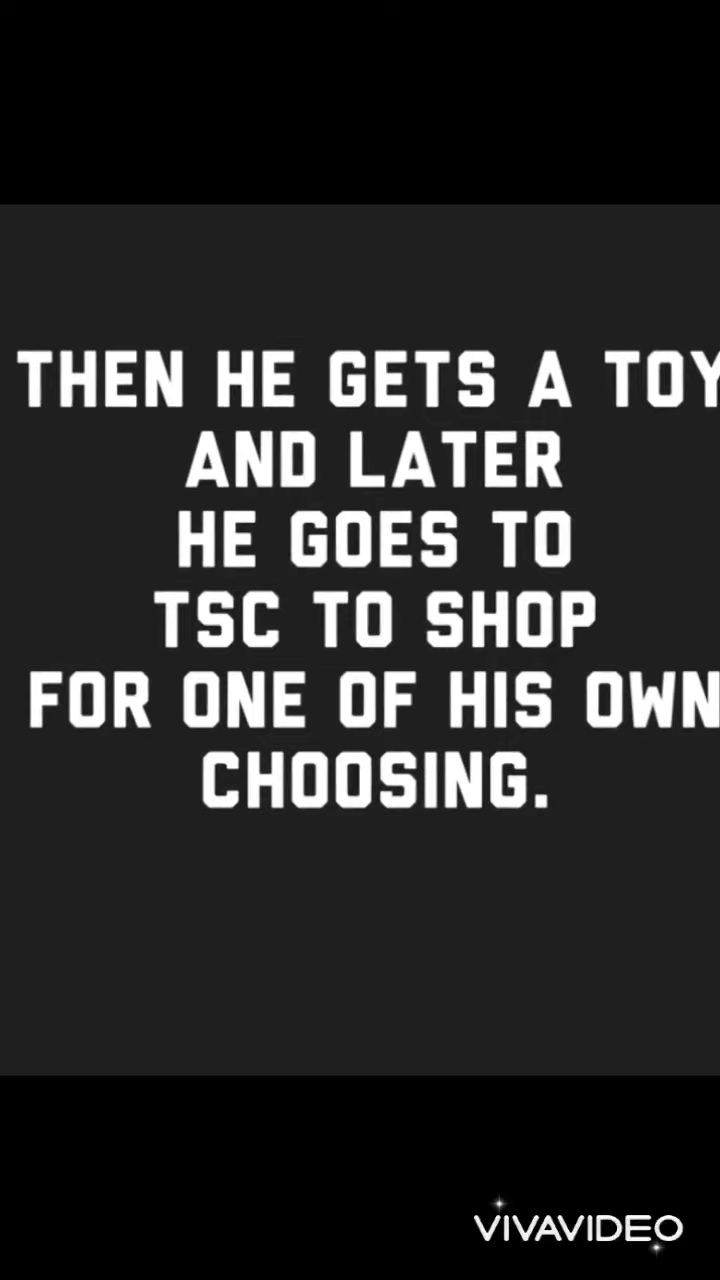 THEN HE GETS A TOY
AND LATER
HE GOES TO
TSC TO SHOP
FOR ONE OF HIS OWN
CHOOSING.
VIVAVIDEO